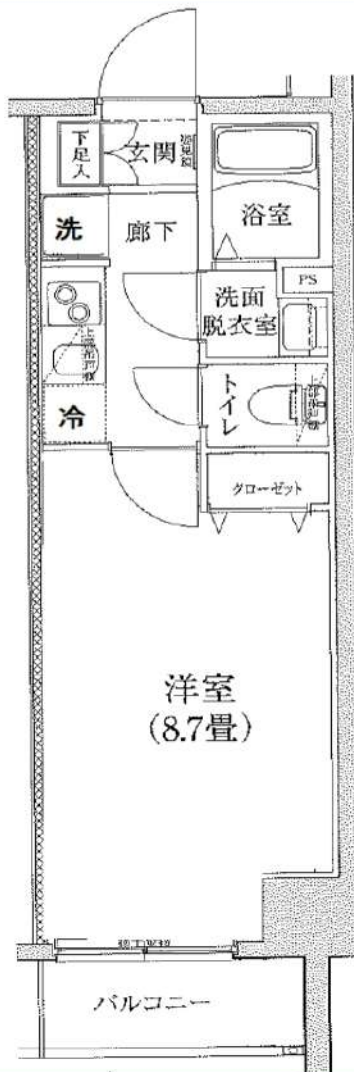 下足入
玄関
浴室
洗
廊下
PS
洗面
脱衣室
冷
トイレ
クローゼット
洋室
(8.7畳)
バルコニー